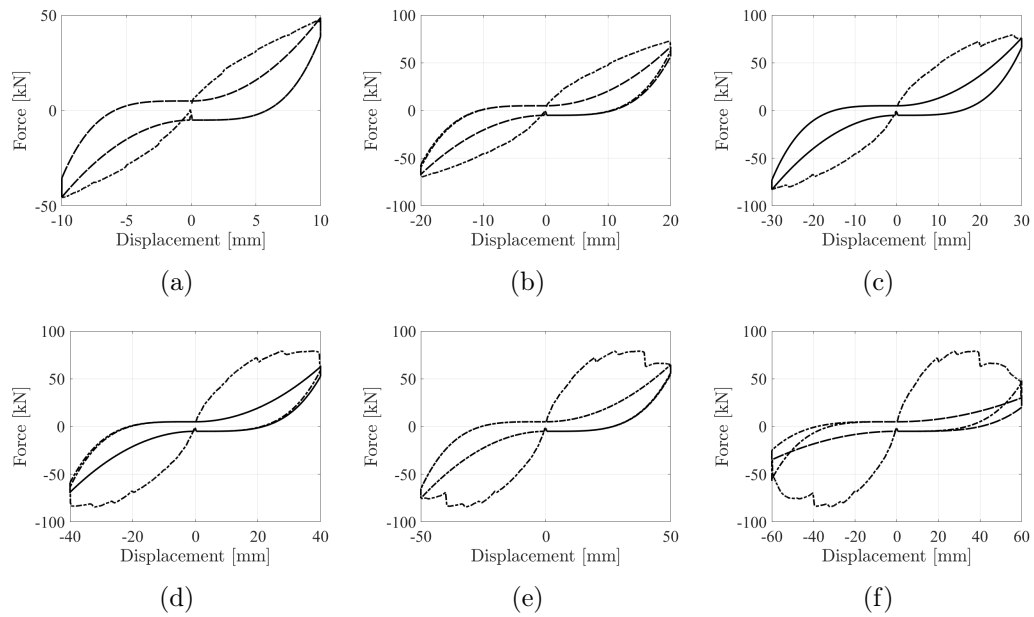 50 100 100
Force [kN] 0 Force [kN] 50 0 Force [kN] 50 0
-50 -50 -100 -50 -100
-10 -5 0 5 10 -20 -10 0 10 20 -30 -20 -10 0 10 20 30
Displacement [mm] Displacement [mm] Displacement [mm]
(a) (b) (c)
100 100 100
Force [kN] 50 0 Force [kN] 50 0 Force [kN] 50 0
-50 -100 -50 -100 -50 -100
-40 -20 0 20 40 -50 0 50 -60 -40 -20 0 20 40 60
Displacement [mm] Displacement [mm] Displacement [mm]
(d) (e) (f)